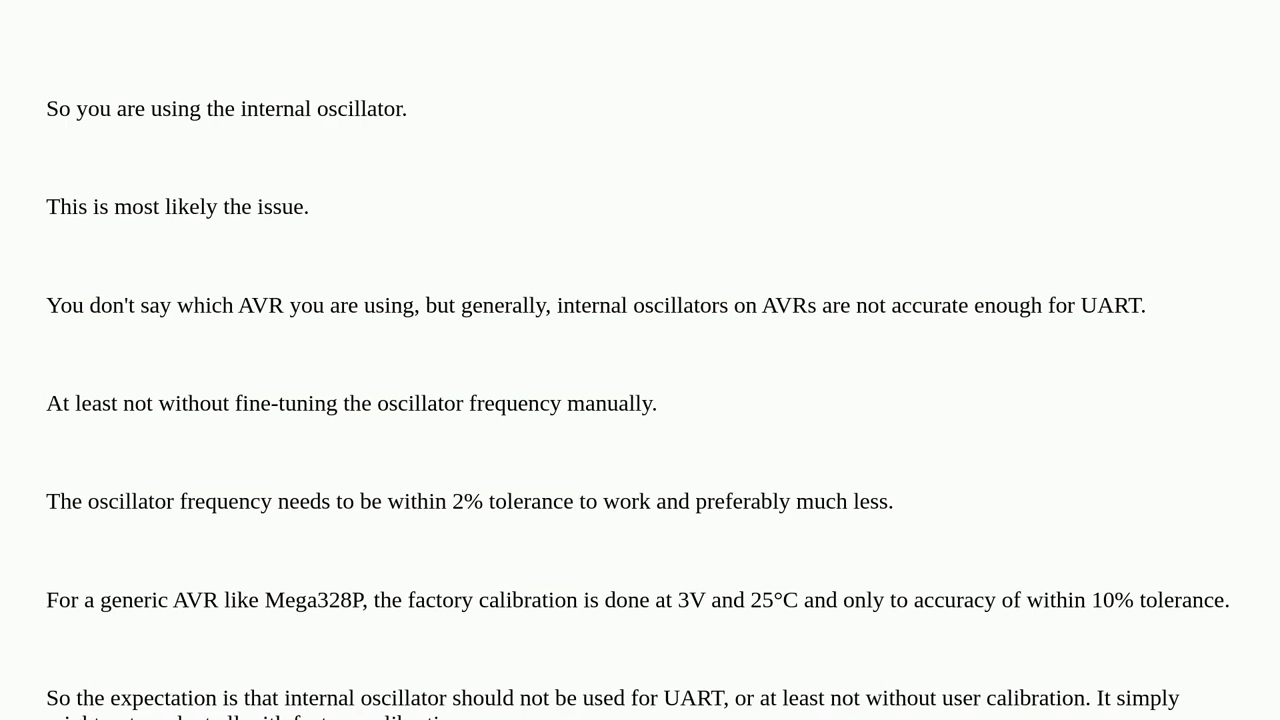 So you are using the internal oscillator.
This is most likely the issue.
You don't say which AVR you are using, but generally, internal oscillators on AVRs are not accurate enough for UART.
At least not without fine-tuning the oscillator frequency manually.
The oscillator frequency needs to be within 2% tolerance to work and preferably much less.
For a generic AVR like Mega328P, the factory calibration is done at 3V and 25°C and only to accuracy of within 10% tolerance.
So the expectation is that internal oscillator should not be used for UART, or at least not without user calibration. It simply